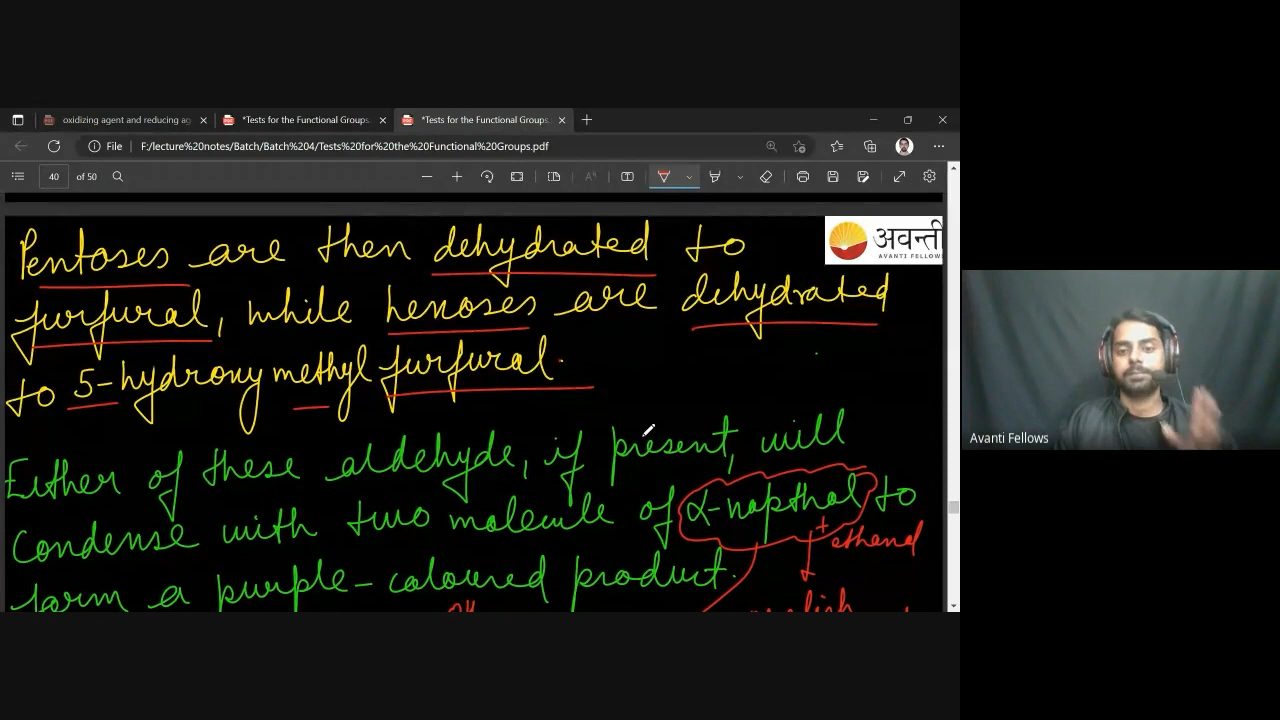 oxidizing agent and reducing ag
*Tests for the Functional Groups.
*Tests for the Functional Groups.
File
F:/lecture%20notes/Batch/Batch%204/Tests%20for%20the%20Functional%20Groups.pdf
40 of 50
अवन्ती
AVANTI FELLOWS
Pentoses are then dehydrated to
furfural, while hexoses are dehydrated
to 5-hydroxy methyl furfural.
Either of these aldehyde, if present, will
Condense with two molecule of α-napthol to
+ ethanol
form a purple-coloured product.
OH
Avanti Fellows